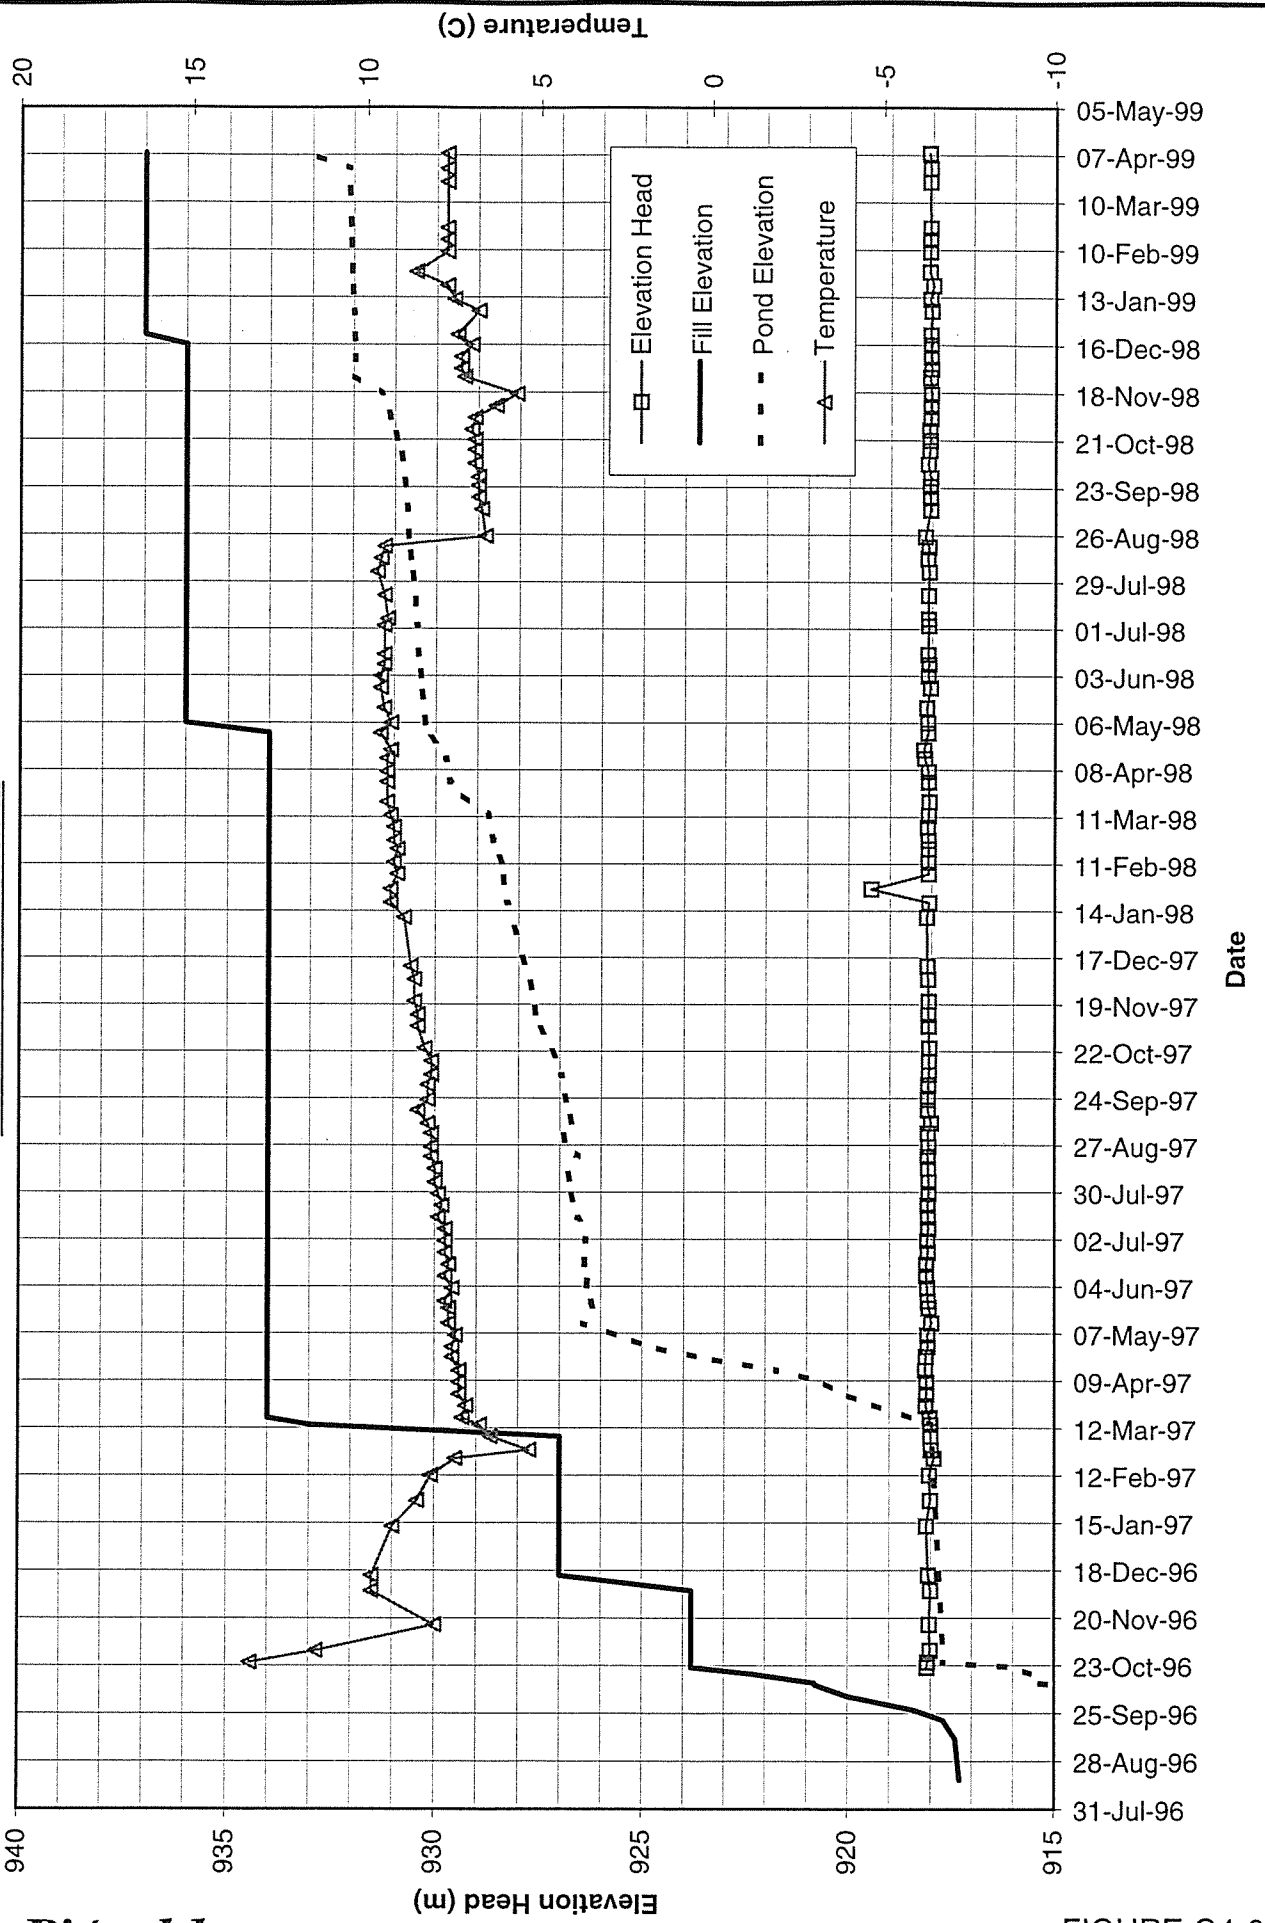 Temperature (C)
20
15
10
5
0
-5
-10
05-May-99
07-Apr-99
10-Mar-99
10-Feb-99
13-Jan-99
16-Dec-98
18-Nov-98
21-Oct-98
23-Sep-98
26-Aug-98
29-Jul-98
01-Jul-98
03-Jun-98
06-May-98
08-Apr-98
11-Mar-98
11-Feb-98
14-Jan-98
17-Dec-97
19-Nov-97
22-Oct-97
24-Sep-97
27-Aug-97
30-Jul-97
02-Jul-97
04-Jun-97
07-May-97
09-Apr-97
12-Mar-97
12-Feb-97
15-Jan-97
18-Dec-96
20-Nov-96
23-Oct-96
25-Sep-96
28-Aug-96
31-Jul-96
Date
Elevation Head
Fill Elevation
Pond Elevation
Temperature
940
935
930
925
920
915
Elevation Head (m)